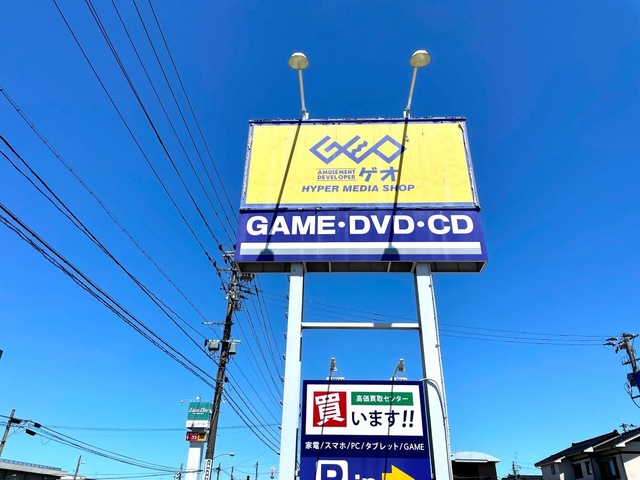 GEO
AMUSEMENT
DEVELOPER ゲオ
HYPER MEDIA SHOP
GAME・DVD・CD
高価買取センター
買います!!
家電/スマホ/PC/タブレット/GAME
P in